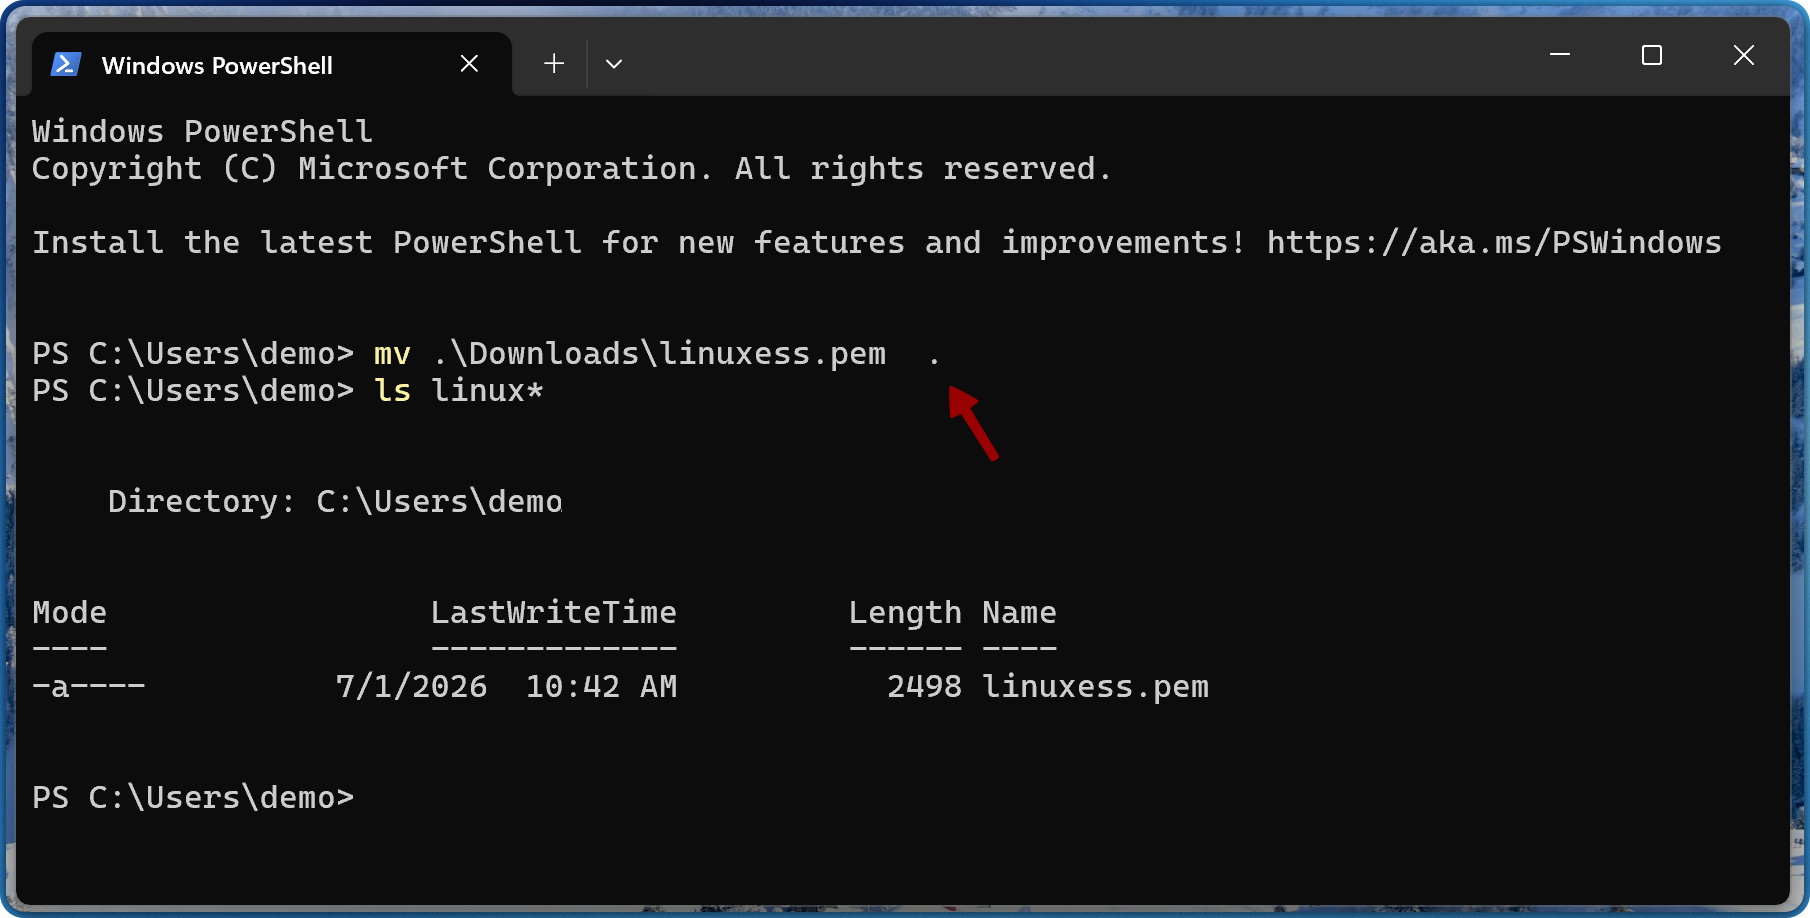 Windows PowerShell
Windows PowerShell
Copyright (C) Microsoft Corporation. All rights reserved.
Install the latest PowerShell for new features and improvements! https://aka.ms/PSWindows
PS C:\Users\demo> mv .\Downloads\linuxess.pem  .
PS C:\Users\demo> ls linux*
    Directory: C:\Users\demo
Mode                 LastWriteTime         Length Name
----                 -------------         ------ ----
-a----          7/1/2026  10:42 AM           2498 linuxess.pem
PS C:\Users\demo>